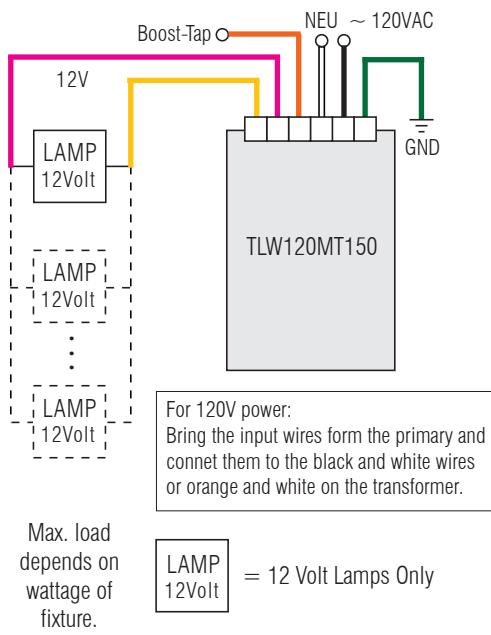 NEU ~ 120VAC
Boost-Tap
12V
GND
LAMP
12Volt
TLW120MT150
LAMP
12Volt
LAMP
12Volt
For 120V power:
Bring the input wires form the primary and
connet them to the black and white wires
or orange and white on the transformer.
Max. load
depends on
wattage of
fixture.
LAMP
12Volt
= 12 Volt Lamps Only